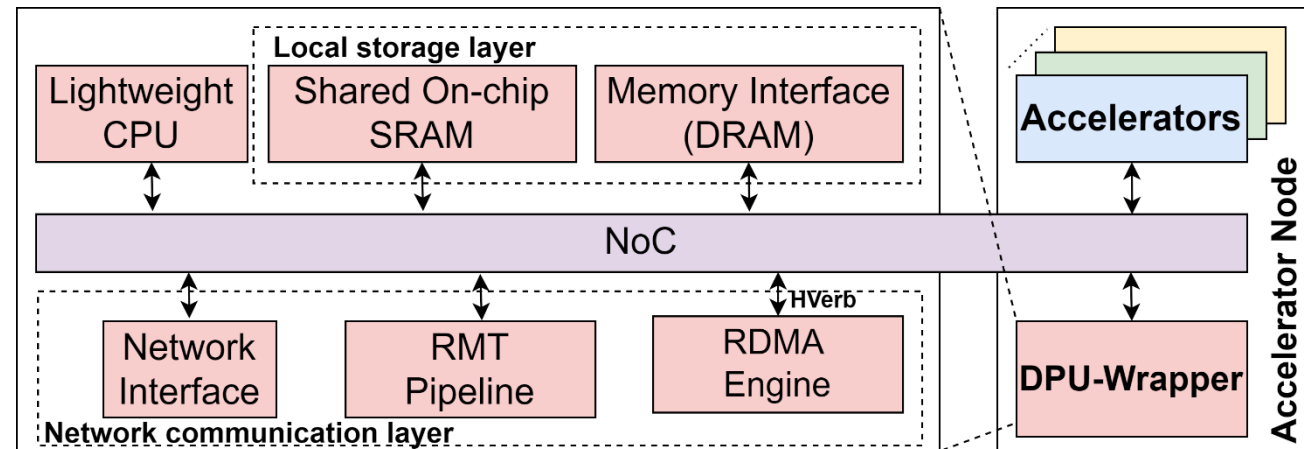 Local storage layer
Lightweight
CPU
Shared On-chip
SRAM
Memory Interface
(DRAM)
Accelerators
NoC
HVerb
Network
Interface
RMT
Pipeline
RDMA
Engine
DPU-Wrapper
Network communication layer
Accelerator Node